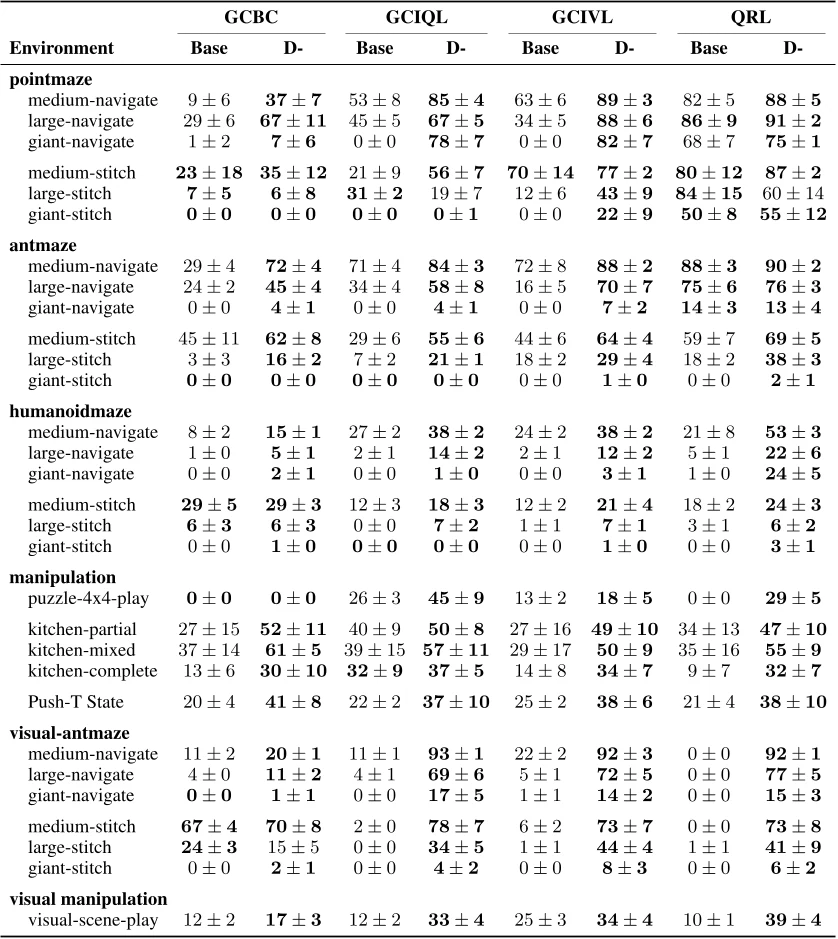 GCBC GCIQL GCIVL QRL
Environment Base D- Base D- Base D- Base D-
pointmaze
medium-navigate 9 ± 6 37 ± 7 53 ± 8 85 ± 4 63 ± 6 89 ± 3 82 ± 5 88 ± 5
large-navigate 29 ± 6 67 ± 11 45 ± 5 67 ± 5 34 ± 5 88 ± 6 86 ± 9 91 ± 2
giant-navigate 1 ± 2 7 ± 6 0 ± 0 78 ± 7 0 ± 0 82 ± 7 68 ± 7 75 ± 1
medium-stitch 23 ± 18 35 ± 12 21 ± 9 56 ± 7 70 ± 14 77 ± 2 80 ± 12 87 ± 2
large-stitch 7 ± 5 6 ± 8 31 ± 2 19 ± 7 12 ± 6 43 ± 9 84 ± 15 60 ± 14
giant-stitch 0 ± 0 0 ± 0 0 ± 0 0 ± 1 0 ± 0 22 ± 9 50 ± 8 55 ± 12
antmaze
medium-navigate 29 ± 4 72 ± 4 71 ± 4 84 ± 3 72 ± 8 88 ± 2 88 ± 3 90 ± 2
large-navigate 24 ± 2 45 ± 4 34 ± 4 58 ± 8 16 ± 5 70 ± 7 75 ± 6 76 ± 3
giant-navigate 0 ± 0 4 ± 1 0 ± 0 4 ± 1 0 ± 0 7 ± 2 14 ± 3 13 ± 4
medium-stitch 45 ± 11 62 ± 8 29 ± 6 55 ± 6 44 ± 6 64 ± 4 59 ± 7 69 ± 5
large-stitch 3 ± 3 16 ± 2 7 ± 2 21 ± 1 18 ± 2 29 ± 4 18 ± 2 38 ± 3
giant-stitch 0 ± 0 0 ± 0 0 ± 0 0 ± 0 0 ± 0 1 ± 0 0 ± 0 2 ± 1
humanoidmaze
medium-navigate 8 ± 2 15 ± 1 27 ± 2 38 ± 2 24 ± 2 38 ± 2 21 ± 8 53 ± 3
large-navigate 1 ± 0 5 ± 1 2 ± 1 14 ± 2 2 ± 1 12 ± 2 5 ± 1 22 ± 6
giant-navigate 0 ± 0 2 ± 1 0 ± 0 1 ± 0 0 ± 0 3 ± 1 1 ± 0 24 ± 5
medium-stitch 29 ± 5 29 ± 3 12 ± 3 18 ± 3 12 ± 2 21 ± 4 18 ± 2 24 ± 3
large-stitch 6 ± 3 6 ± 3 0 ± 0 7 ± 2 1 ± 1 7 ± 1 3 ± 1 6 ± 2
giant-stitch 0 ± 0 1 ± 0 0 ± 0 0 ± 0 0 ± 0 1 ± 0 0 ± 0 3 ± 1
manipulation
puzzle-4x4-play 0 ± 0 0 ± 0 26 ± 3 45 ± 9 13 ± 2 18 ± 5 0 ± 0 29 ± 5
kitchen-partial 27 ± 15 52 ± 11 40 ± 9 50 ± 8 27 ± 16 49 ± 10 34 ± 13 47 ± 10
kitchen-mixed 37 ± 14 61 ± 5 39 ± 15 57 ± 11 29 ± 17 50 ± 9 35 ± 16 55 ± 9
kitchen-complete 13 ± 6 30 ± 10 32 ± 9 37 ± 5 14 ± 8 34 ± 7 9 ± 7 32 ± 7
Push-T State 20 ± 4 41 ± 8 22 ± 2 37 ± 10 25 ± 2 38 ± 6 21 ± 4 38 ± 10
visual-antmaze
medium-navigate 11 ± 2 20 ± 1 11 ± 1 93 ± 1 22 ± 2 92 ± 3 0 ± 0 92 ± 1
large-navigate 4 ± 0 11 ± 2 4 ± 1 69 ± 6 5 ± 1 72 ± 5 0 ± 0 77 ± 5
giant-navigate 0 ± 0 1 ± 1 0 ± 0 17 ± 5 1 ± 1 14 ± 2 0 ± 0 15 ± 3
medium-stitch 67 ± 4 70 ± 8 2 ± 0 78 ± 7 6 ± 2 73 ± 7 0 ± 0 73 ± 8
large-stitch 24 ± 3 15 ± 5 0 ± 0 34 ± 5 1 ± 1 44 ± 4 1 ± 1 41 ± 9
giant-stitch 0 ± 0 2 ± 1 0 ± 0 4 ± 2 0 ± 0 8 ± 3 0 ± 0 6 ± 2
visual manipulation
visual-scene-play 12 ± 2 17 ± 3 12 ± 2 33 ± 4 25 ± 3 34 ± 4 10 ± 1 39 ± 4